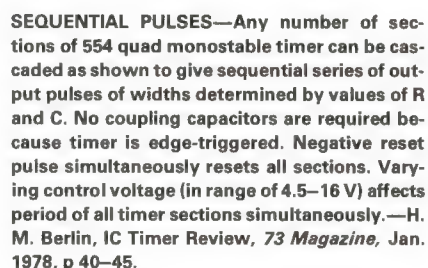 SEQUENTIAL PULSES—Any number of sec-
tions of 554 quad monostable timer can be cas-
caded as shown to give sequential series of out-
put pulses of widths determined by values of R
and C. No coupling capacitors are required be-
cause timer is edge-triggered. Negative reset
pulse simultaneously resets all sections. Vary-
ing control voltage (in range of 4.5–16 V) affects
period of all timer sections simultaneously.—H.
M. Berlin, IC Timer Review, 73 Magazine, Jan.
1978, p 40–45.